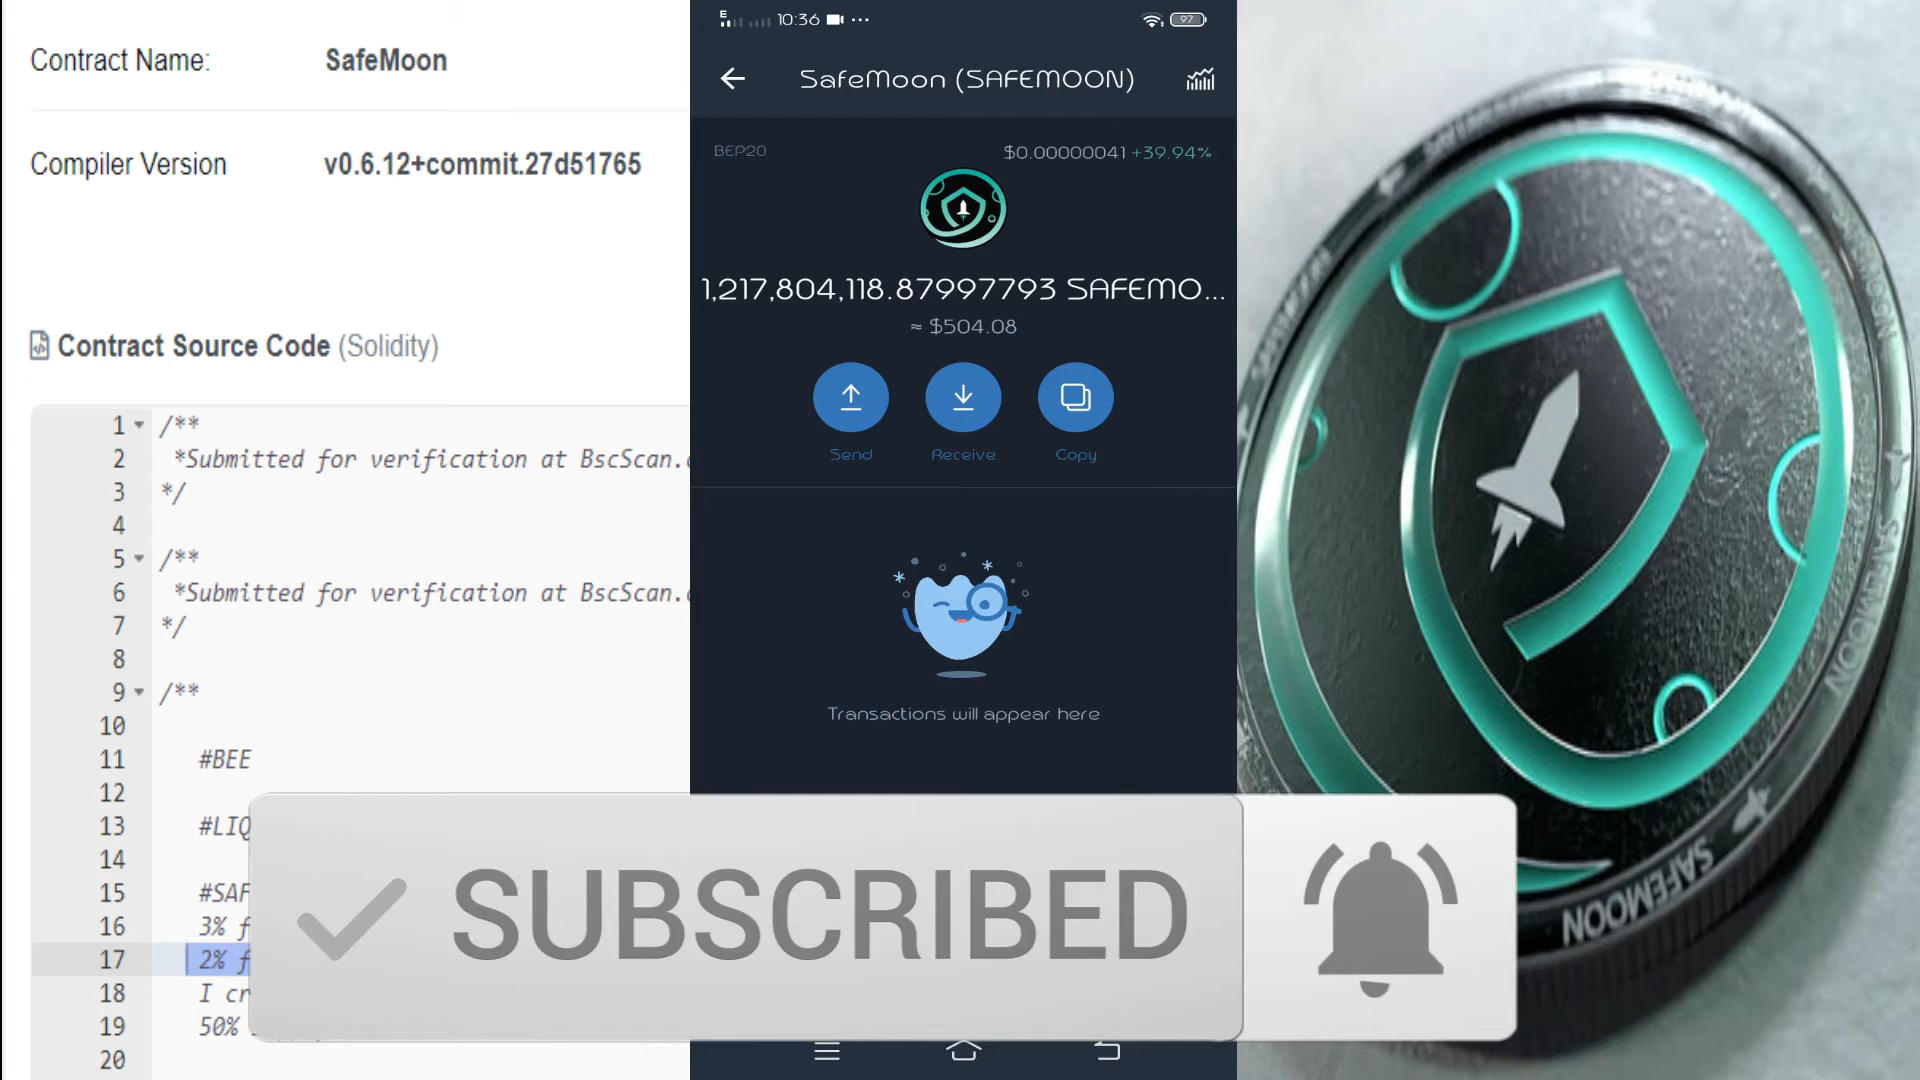 Contract Name: SafeMoon
Compiler Version v0.6.12+commit.27d51765
Contract Source Code (Solidity)
1 /**
2 *Submitted for verification at BscScan.
3 */
4
5 /**
6 *Submitted for verification at BscScan.
7 */
8
9 /**
10
11 #BEE
12
13 #LIQ
14
15 #SAF
16 3% f
17 2% f
18 I cr
19 50%
20
E 10:36 97
SafeMoon (SAFEMOON)
BEP20 $0.00000041 +39.94%
1,217,804,118.87997793 SAFEMO...
≈ $504.08
Send Receive Copy
Transactions will appear here
SUBSCRIBED
SAFEMOON
SAFEMOON
SAFEMOON